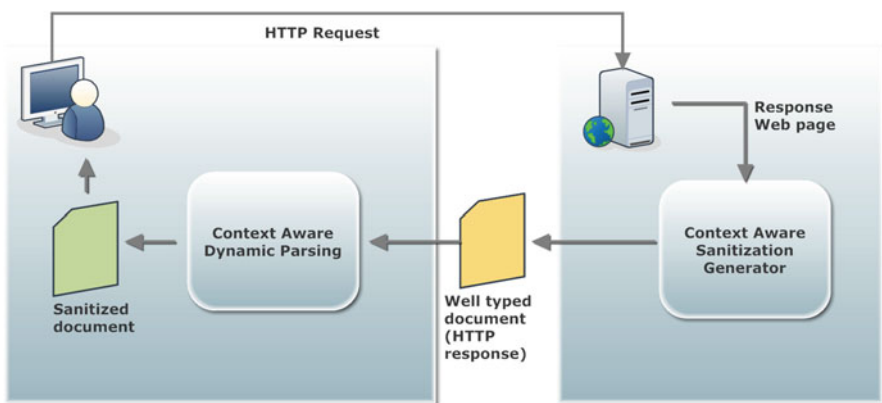 HTTP Request
Response
Web page
Context Aware
Dynamic Parsing
Context Aware
Sanitization
Generator
Sanitized
document
Well typed
document
(HTTP
response)